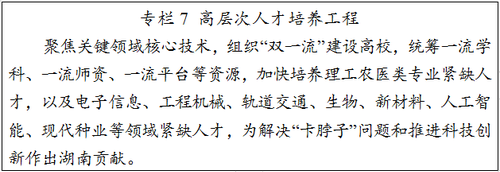 专栏 7 高层次人才培养工程
聚焦关键领域核心技术，组织“双一流”建设高校，统筹一流学
科、一流师资、一流平台等资源，加快培养理工农医类专业紧缺人
才，以及电子信息、工程机械、轨道交通、生物、新材料、人工智
能、现代种业等领域紧缺人才，为解决“卡脖子”问题和推进科技创
新作出湖南贡献。